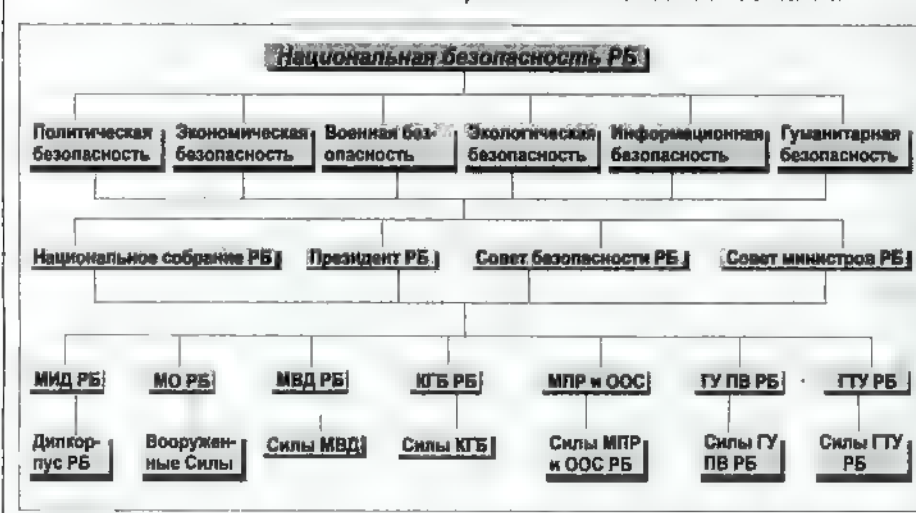 Национальная безопасность РБ
Политическая безопасность
Экономическая безопасность
Военная без-
опасность
Экологическая безопасность
Информационная безопасность
Гуманитарная безопасность
Национальное собрание РБ
Президент РБ
Совет безопасности РБ
Совет министров РБ
МИД РБ
МО РБ
МВД РБ
КГБ РБ
МПР и ООС
ГУ ПВ РБ
ГТУ РБ
Дипкор-
пус РБ
Вооружен-
ные Силы
Силы МВД
Силы КГБ
Силы МПР
и ООС РБ
Силы ГУ
ПВ РБ
Силы ГТУ
РБ